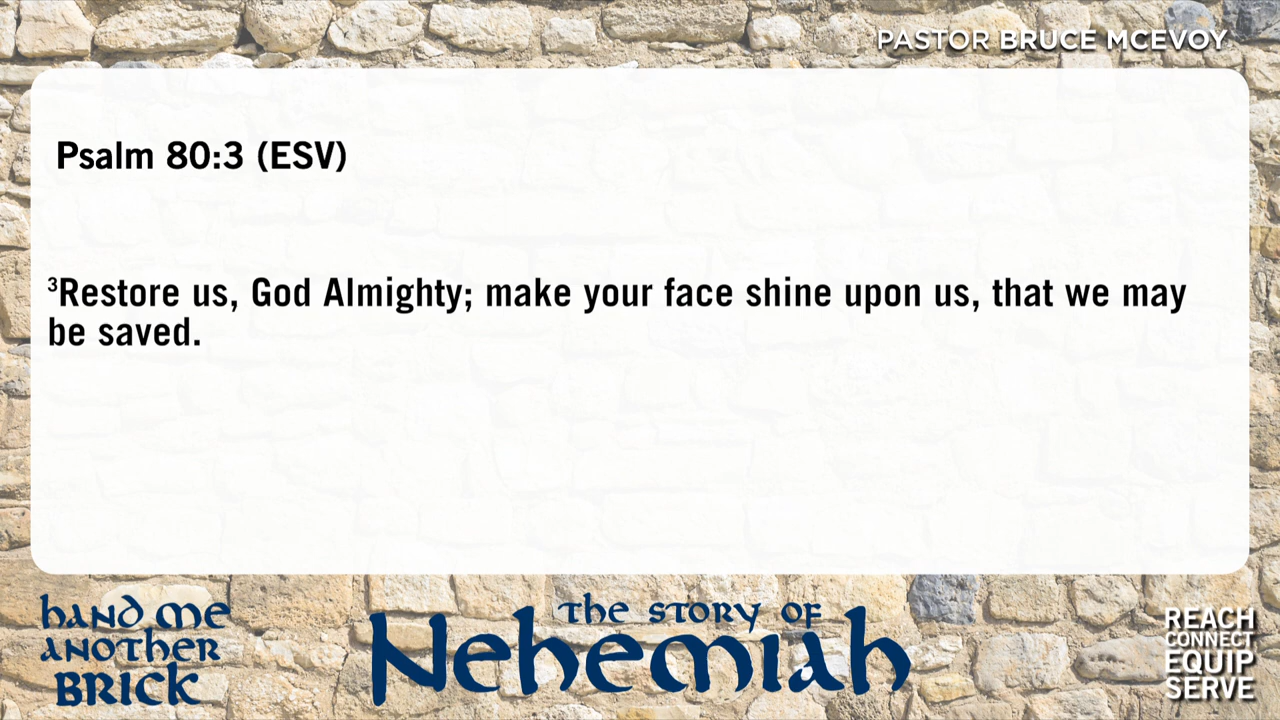 PASTOR BRUCE MCEVOY
Psalm 80:3 (ESV)
³Restore us, God Almighty; make your face shine upon us, that we may
be saved.
hand me
another
BRICK
the story of
Nehemiah
REACH
CONNECT
EQUIP
SERVE